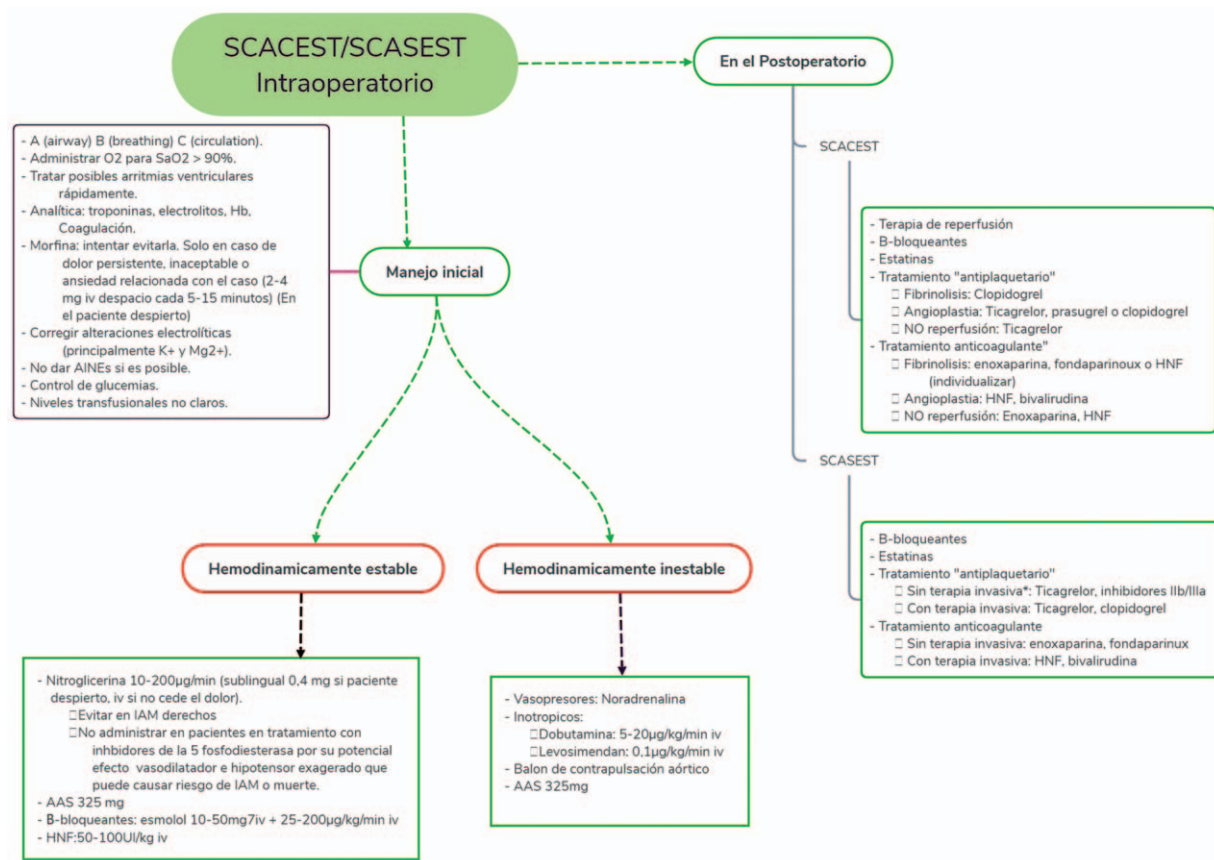 SCACEST/SCASEST
Intraoperatorio
En el Postoperatorio
- A (airway) B (breathing) C (circulation).
- Administrar O2 para SaO2 > 90%.
- Tratar posibles arritmias ventriculares
rápidamente.
- Analítica: troponinas, electrolitos, Hb,
Coagulación.
- Morfina: intentar evitarla. Solo en caso de
dolor persistente, inaceptable o
ansiedad relacionada con el caso (2-4
mg iv despacio cada 5-15 minutos) (En
el paciente despierto)
- Corregir alteraciones electrolíticas
(principalmente K+ y Mg2+).
- No dar AINEs si es posible.
- Control de glucemias.
- Niveles transfusionales no claros.
Manejo inicial
SCACEST
- Terapia de reperfusión
- B-bloqueantes
- Estatinas
- Tratamiento "antiplaquetario"
□ Fibrinolisis: Clopidogrel
□ Angioplastia: Ticagrelor, prasugrel o clopidogrel
□ NO reperfusión: Ticagrelor
- Tratamiento anticoagulante"
□ Fibrinolisis: enoxaparina, fondaparinoux o HNF
(individualizar)
□ Angioplastia: HNF, bivalirudina
□ NO reperfusión: Enoxaparina, HNF
SCASEST
- B-bloqueantes
- Estatinas
- Tratamiento "antiplaquetario"
□ Sin terapia invasiva*: Ticagrelor, inhibidores IIb/IIIa
□ Con terapia invasiva: Ticagrelor, clopidogrel
- Tratamiento anticoagulante
□ Sin terapia invasiva: enoxaparina, fondaparinux
□ Con terapia invasiva: HNF, bivalirudina
Hemodinamicamente estable
Hemodinamicamente inestable
- Nitroglicerina 10-200µg/min (sublingual 0,4 mg si paciente
despierto, iv si no cede el dolor).
□Evitar en IAM derechos
□No administrar en pacientes en tratamiento con
inhbidores de la 5 fosfodiesterasa por su potencial
efecto vasodilatador e hipotensor exagerado que
puede causar riesgo de IAM o muerte.
- AAS 325 mg
- B-bloqueantes: esmolol 10-50mg7iv + 25-200µg/kg/min iv
- HNF:50-100UI/kg iv
- Vasopresores: Noradrenalina
- Inotropicos:
□Dobutamina: 5-20µg/kg/min iv
□Levosimendan: 0,1µg/kg/min iv
- Balon de contrapulsación aórtico
- AAS 325mg